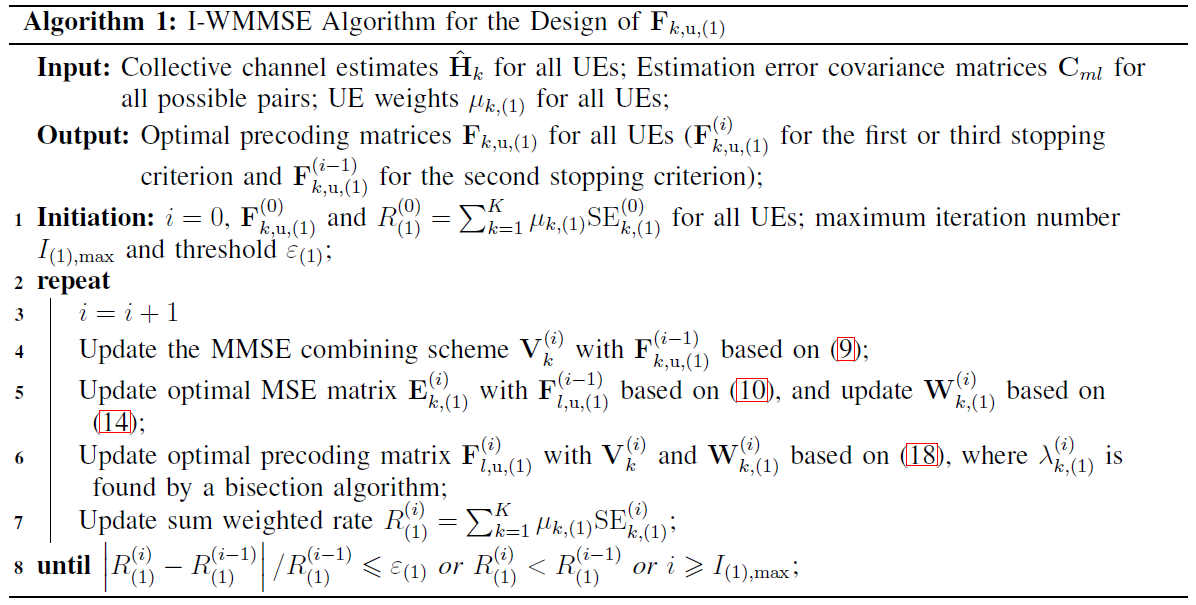 Algorithm 1: I-WMMSE Algorithm for the Design of $\mathbf{F}_{k,\mathrm{u},(1)}$
Input: Collective channel estimates $\hat{\mathbf{H}}_k$ for all UEs; Estimation error covariance matrices $\mathbf{C}_{ml}$ for
all possible pairs; UE weights $\mu_{k,(1)}$ for all UEs;
Output: Optimal precoding matrices $\mathbf{F}_{k,\mathrm{u},(1)}$ for all UEs ($\mathbf{F}_{k,\mathrm{u},(1)}^{(i)}$ for the first or third stopping
criterion and $\mathbf{F}_{k,\mathrm{u},(1)}^{(i-1)}$ for the second stopping criterion);
1 Initiation: $i = 0$, $\mathbf{F}_{k,\mathrm{u},(1)}^{(0)}$ and $R_{(1)}^{(0)} = \sum_{k=1}^{K} \mu_{k,(1)} \mathrm{SE}_{k,(1)}^{(0)}$ for all UEs; maximum iteration number
$I_{(1),\max}$ and threshold $\varepsilon_{(1)}$;
2 repeat
3 $i = i + 1$
4 Update the MMSE combining scheme $\mathbf{V}_k^{(i)}$ with $\mathbf{F}_{k,\mathrm{u},(1)}^{(i-1)}$ based on (9);
5 Update optimal MSE matrix $\mathbf{E}_{k,(1)}^{(i)}$ with $\mathbf{F}_{l,\mathrm{u},(1)}^{(i-1)}$ based on (10), and update $\mathbf{W}_{k,(1)}^{(i)}$ based on
(14);
6 Update optimal precoding matrix $\mathbf{F}_{l,\mathrm{u},(1)}^{(i)}$ with $\mathbf{V}_k^{(i)}$ and $\mathbf{W}_{k,(1)}^{(i)}$ based on (18), where $\lambda_{k,(1)}^{(i)}$ is
found by a bisection algorithm;
7 Update sum weighted rate $R_{(1)}^{(i)} = \sum_{k=1}^{K} \mu_{k,(1)} \mathrm{SE}_{k,(1)}^{(i)}$;
8 until $\left| R_{(1)}^{(i)} - R_{(1)}^{(i-1)} \right| / R_{(1)}^{(i-1)} \leqslant \varepsilon_{(1)}$ or $R_{(1)}^{(i)} < R_{(1)}^{(i-1)}$ or $i \geqslant I_{(1),\max}$;